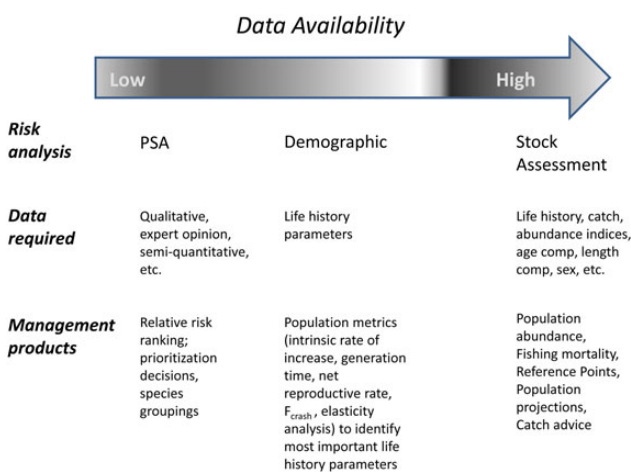 Data Availability
Low
High
Risk
analysis
PSA
Demographic
Stock
Assessment
Data
required
Qualitative,
expert opinion,
semi-quantitative,
etc.
Life history
parameters
Life history, catch,
abundance indices,
age comp, length
comp, sex, etc.
Management
products
Relative risk
ranking;
prioritization
decisions,
species
groupings
Population metrics
(intrinsic rate of
increase, generation
time, net
reproductive rate,
Fcrash, elasticity
analysis) to identify
most important life
history parameters
Population
abundance,
Fishing mortality,
Reference Points,
Population
projections,
Catch advice